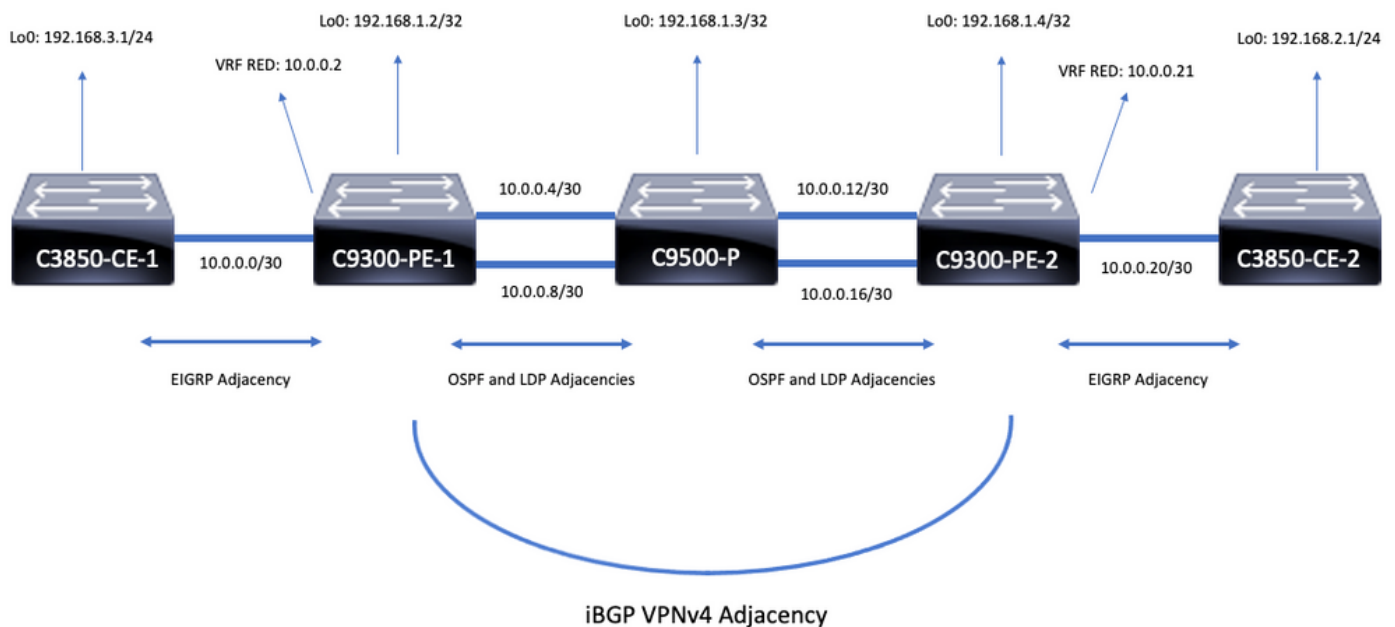 Lo0: 192.168.3.1/24
Lo0: 192.168.1.2/32
Lo0: 192.168.1.3/32
Lo0: 192.168.1.4/32
Lo0: 192.168.2.1/24
VRF RED: 10.0.0.2
VRF RED: 10.0.0.21
10.0.0.4/30
10.0.0.12/30
C3850-CE-1
10.0.0.0/30
C9300-PE-1
C9500-P
C9300-PE-2
10.0.0.20/30
C3850-CE-2
10.0.0.8/30
10.0.0.16/30
EIGRP Adjacency
OSPF and LDP Adjacencies
OSPF and LDP Adjacencies
EIGRP Adjacency
iBGP VPNv4 Adjacency